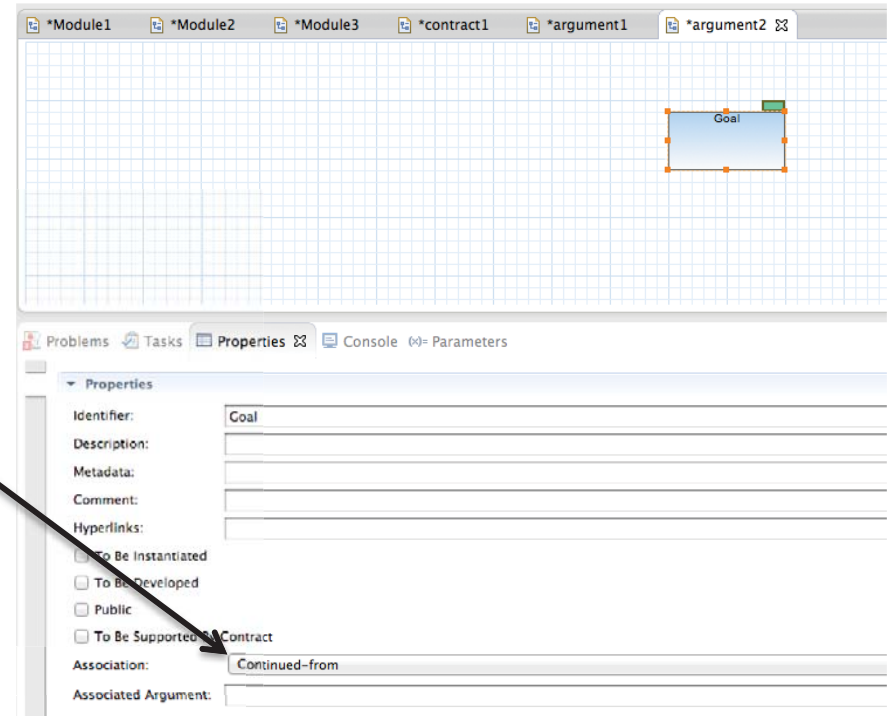 *Module1 *Module2 *Module3 *contract1 *argument1 *argument2
Goal
Problems Tasks Properties Console (x)= Parameters
Properties
Identifier: Goal
Description:
Metadata:
Comment:
Hyperlinks:
To Be Instantiated
To Be Developed
Public
To Be Supported By Contract
Association: Continued-from
Associated Argument: